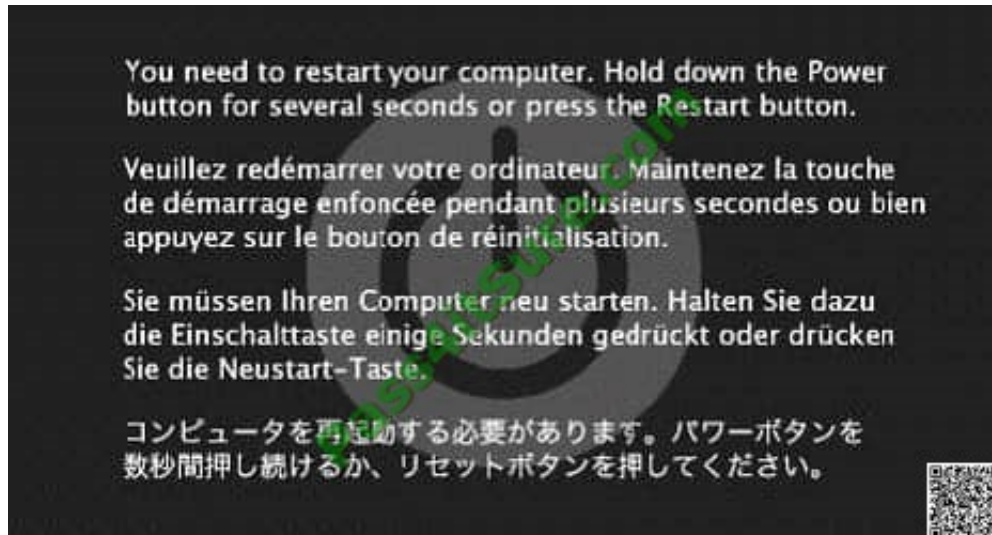 You need to restart your computer. Hold down the Power
button for several seconds or press the Restart button.
Veuillez redémarrer votre ordinateur. Maintenez la touche
de démarrage enfoncée pendant plusieurs secondes ou bien
appuyez sur le bouton de réinitialisation.
Sie müssen Ihren Computer neu starten. Halten Sie dazu
die Einschalttaste einige Sekunden gedrückt oder drücken
Sie die Neustart-Taste.
コンピュータを再起動する必要があります。パワーボタンを
数秒間押し続けるか、リセットボタンを押してください。
pass4itSure.com